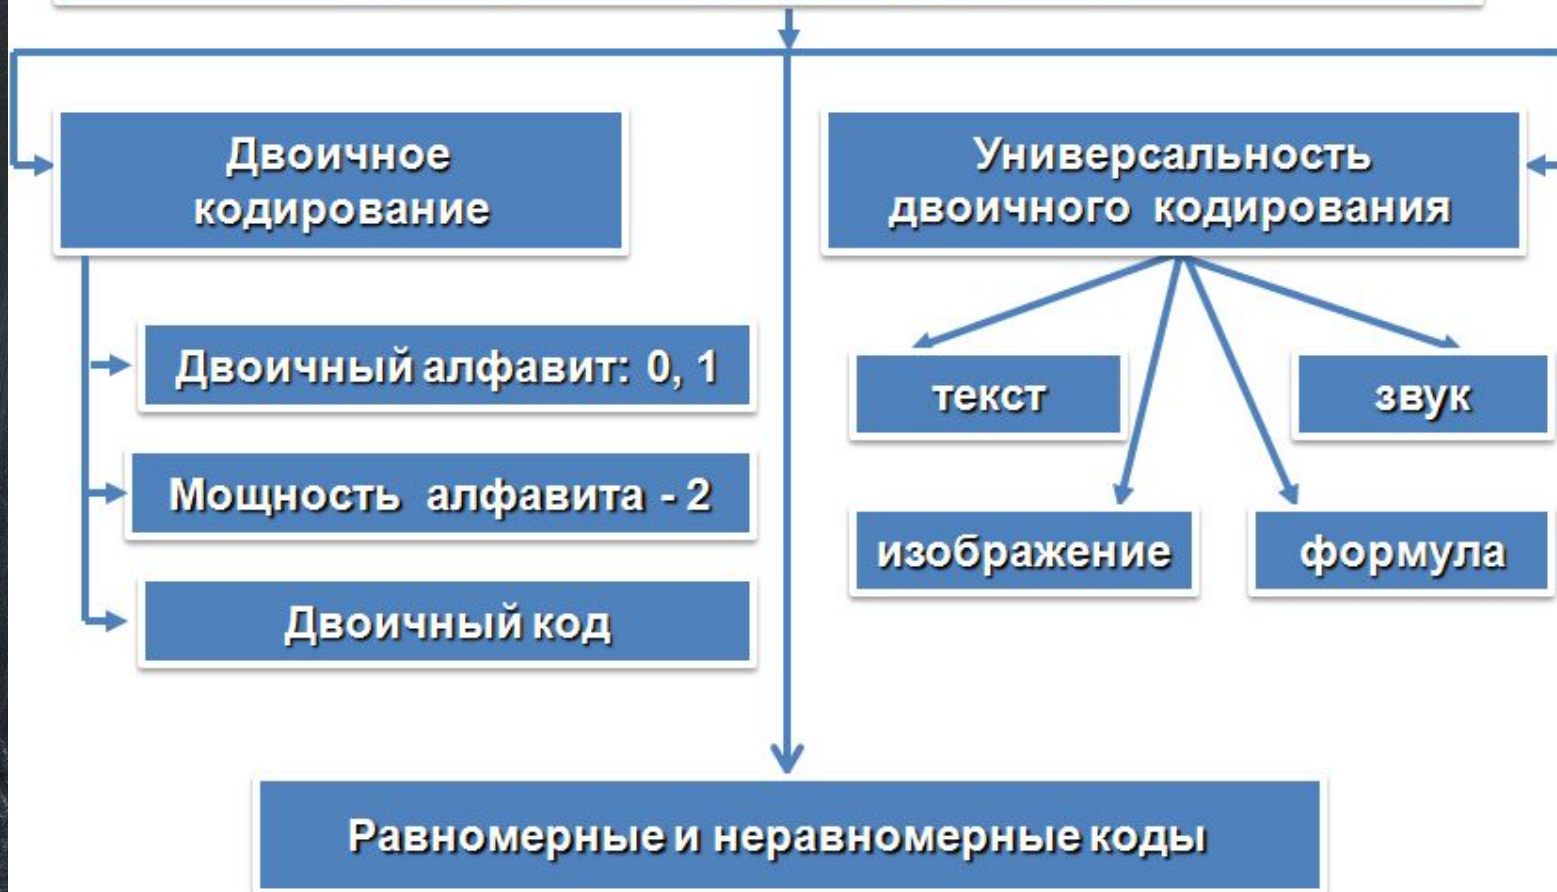 Двоичное
кодирование
Двоичный алфавит: 0, 1
Мощность алфавита - 2
Двоичный код
Универсальность
двоичного кодирования
текст
звук
изображение
формула
Равномерные и неравномерные коды